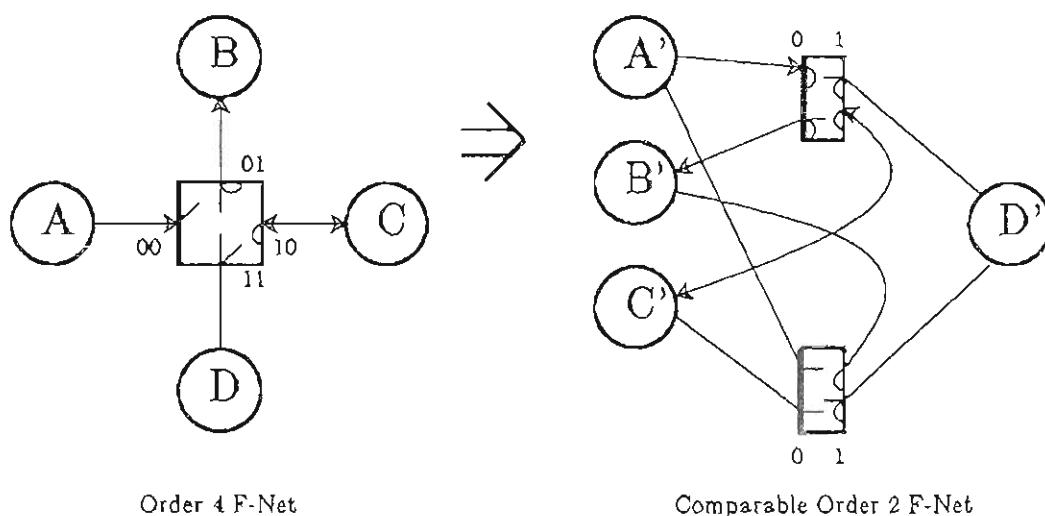 B
A
C
D
01
00
10
11
Order 4 F-Net
A'
B'
C'
D'
0 1
0 1
Comparable Order 2 F-Net